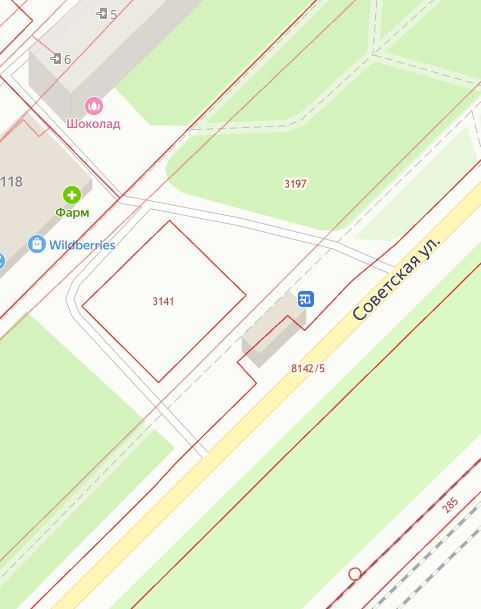 5
6
Шоколад
118
Фарм
Wildberries
3197
3141
Советская ул.
8142/5
285